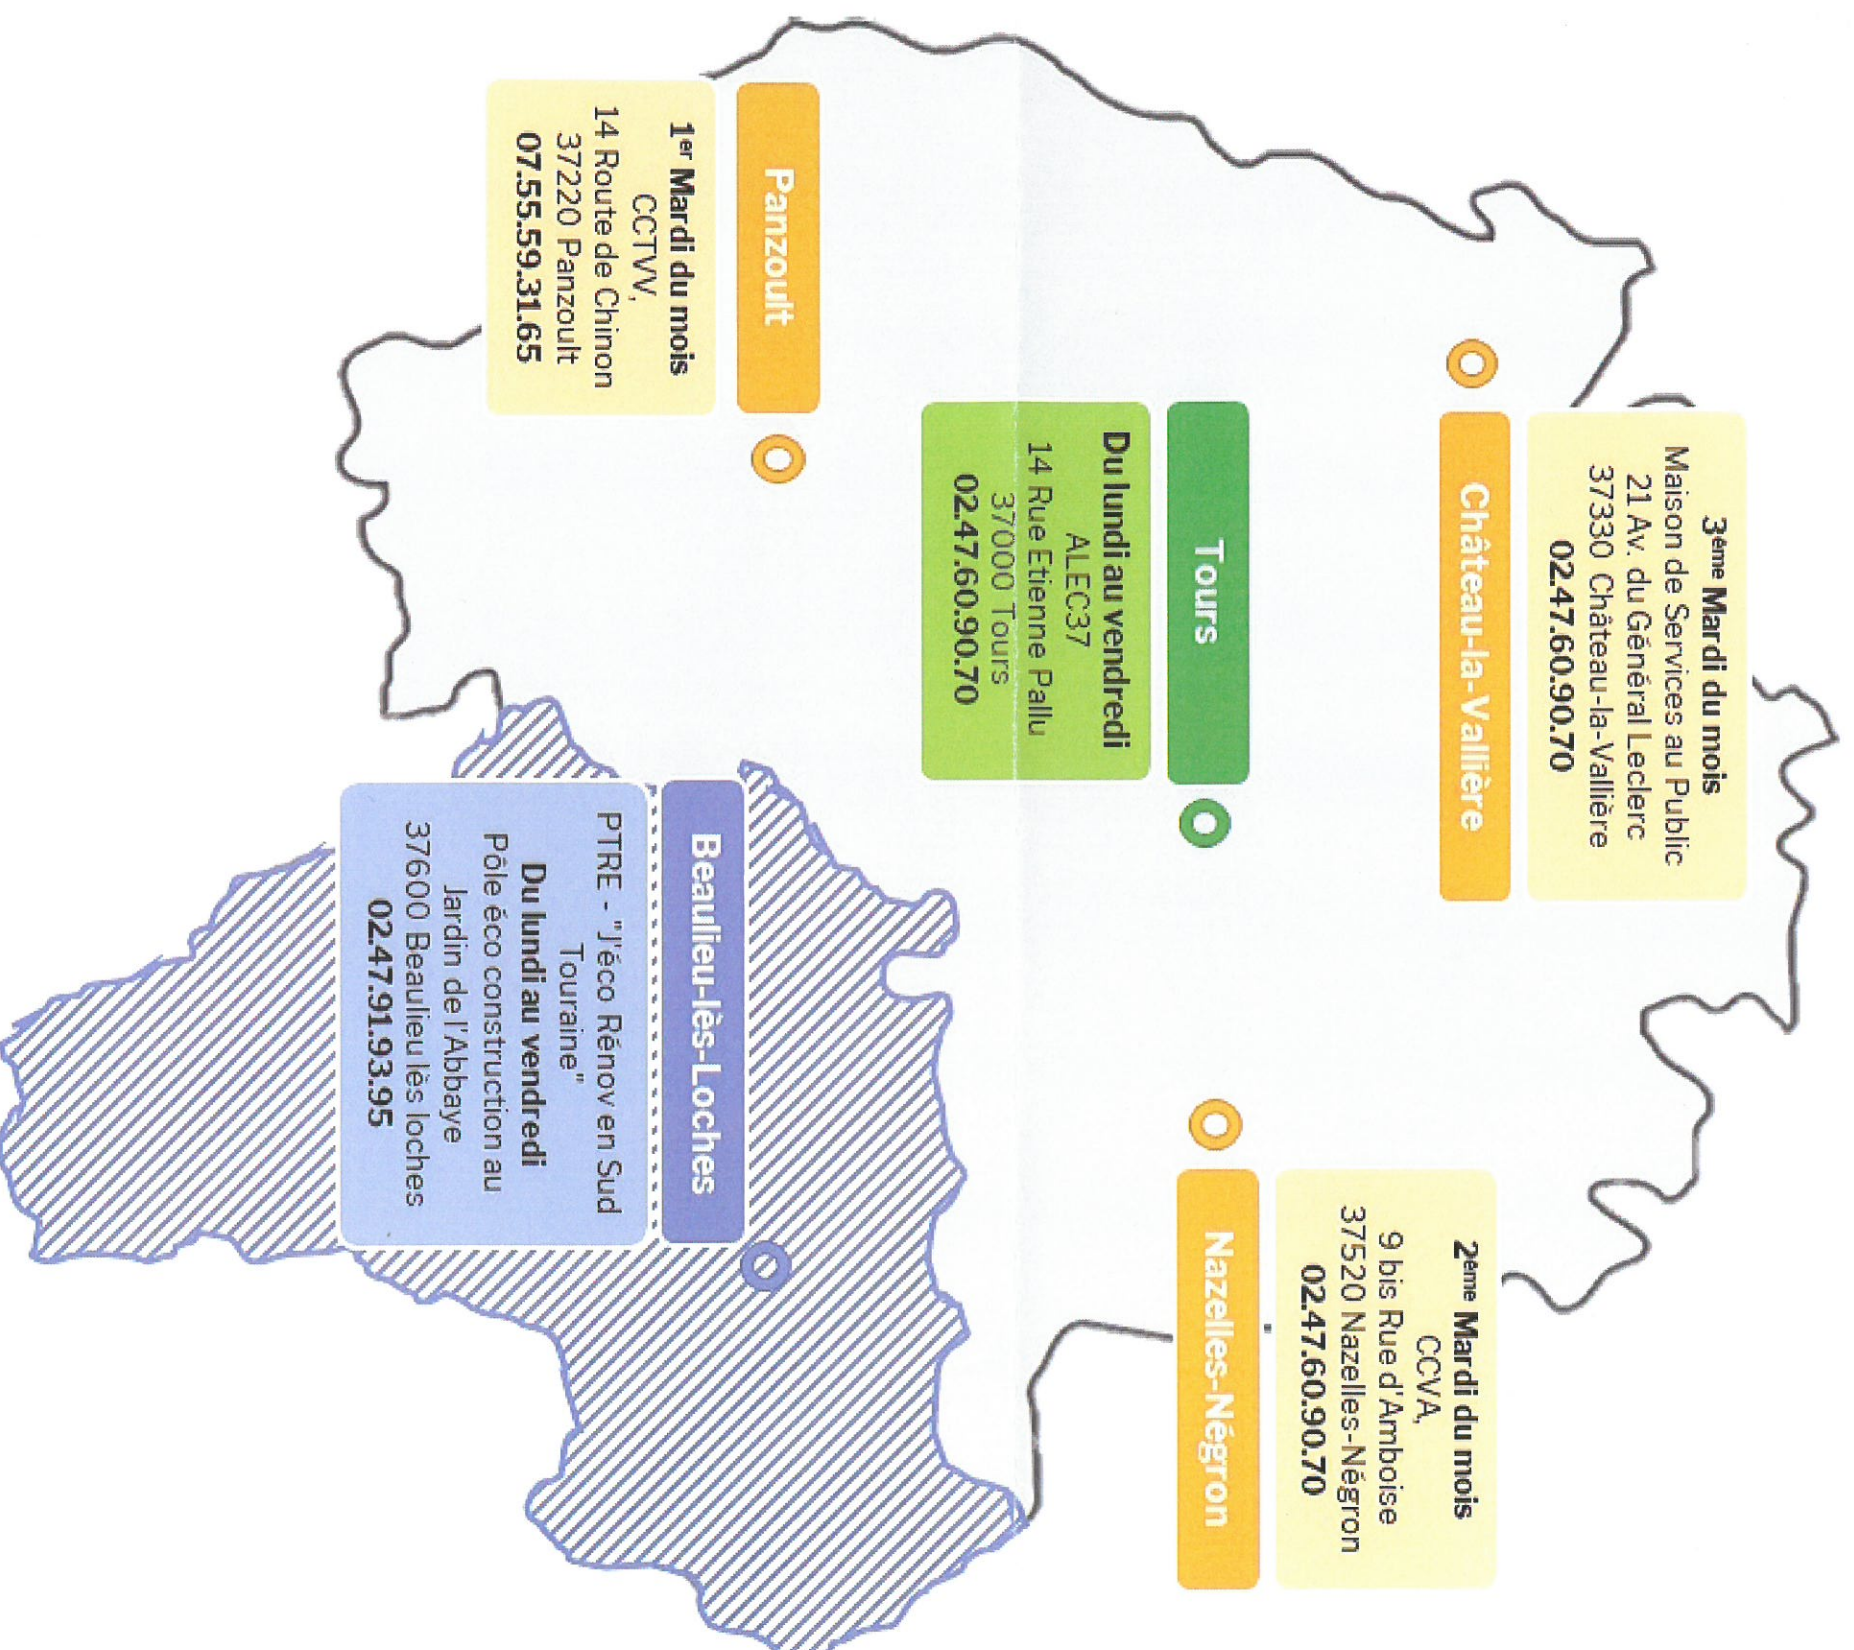 3ème Mardi du mois
Maison de Services au Public
21 Av. du Général Leclerc
37330 Château-la-Vallière
02.47.60.90.70
Château-la-Vallière
2ème Mardi du mois
CCVA,
9 bis Rue d'Amboise
37520 Nazelles-Négron
02.47.60.90.70
Nazelles-Négron
Tours
Du lundi au vendredi
ALEC37
14 Rue Etienne Pallu
37000 Tours
02.47.60.90.70
Panzoult
1er Mardi du mois
CCTVV,
14 Route de Chinon
37220 Panzoult
07.55.59.31.65
Beaulieu-lès-Loches
PTRE - "J'éco Rénov en Sud
Touraine"
Du lundi au vendredi
Pôle éco construction au
Jardin de l'Abbaye
37600 Beaulieu lès loches
02.47.91.93.95